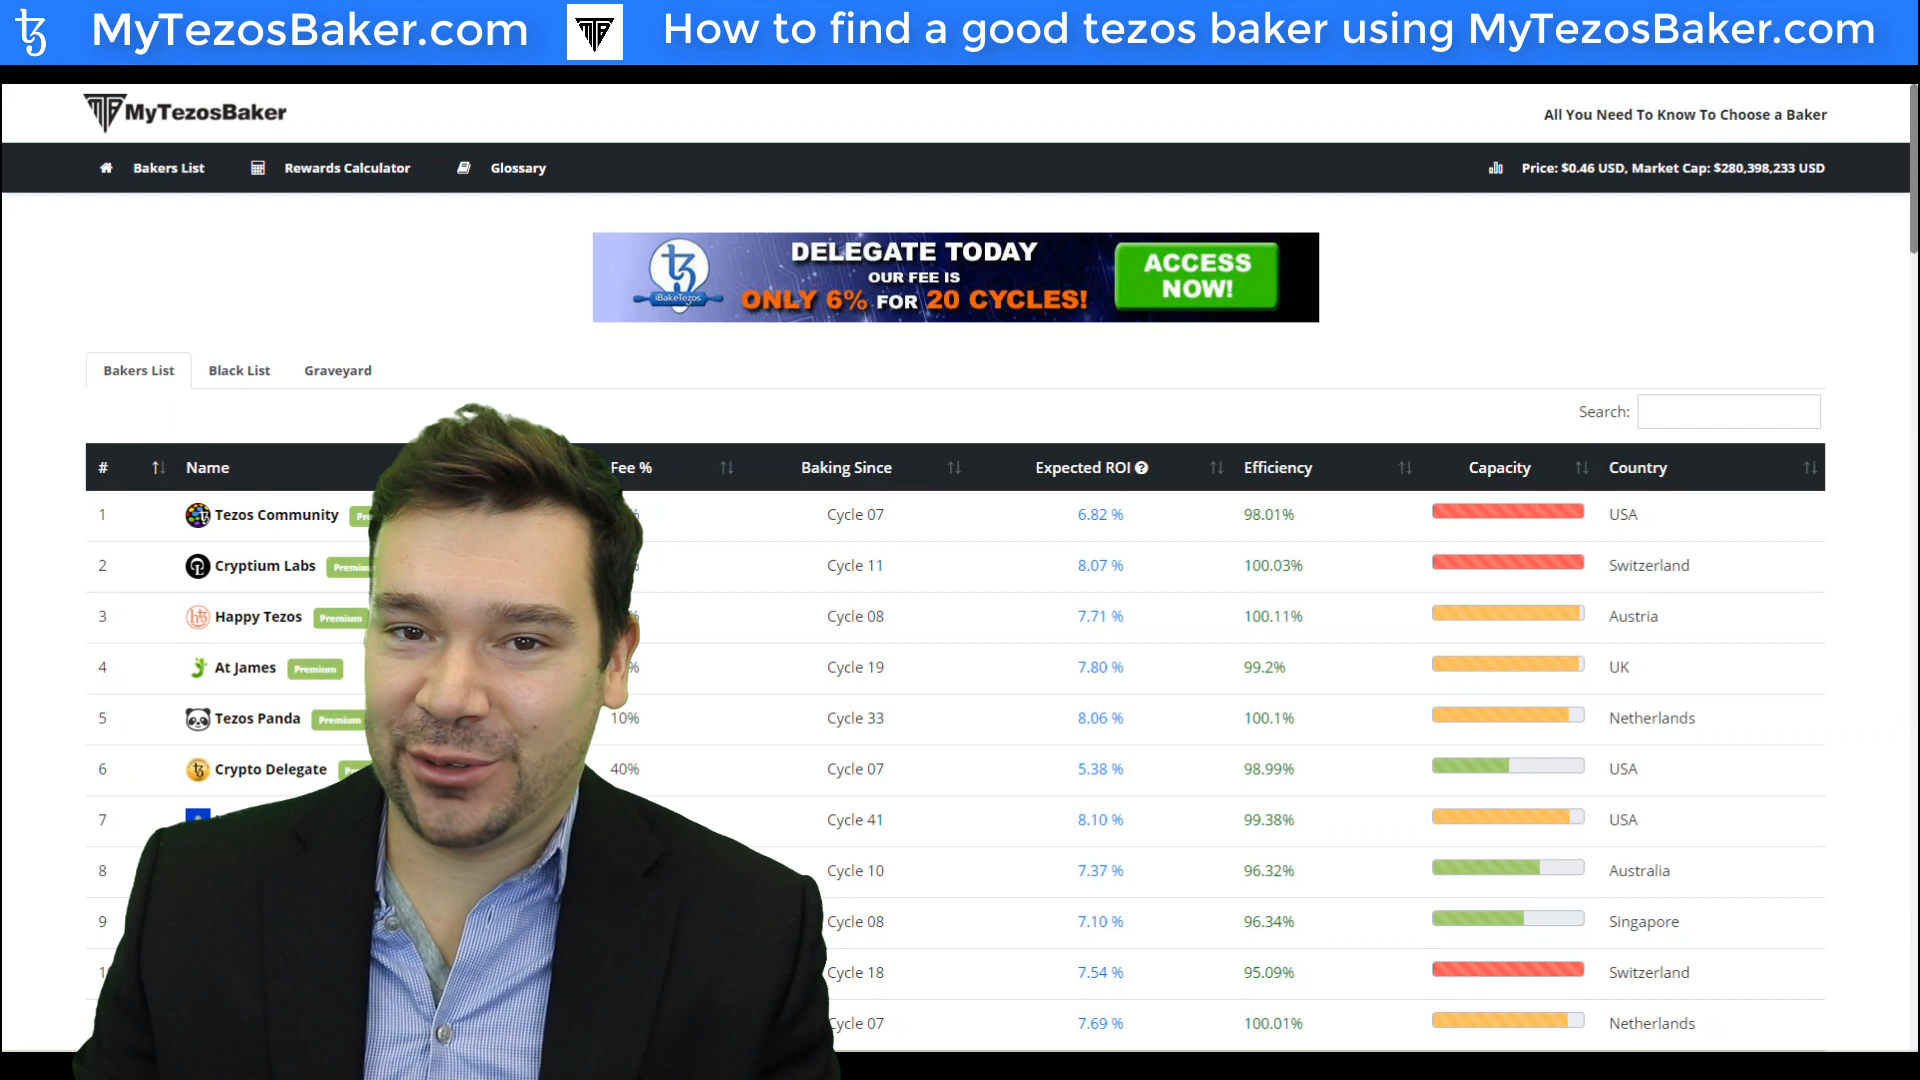 MyTezosBaker.com How to find a good tezos baker using MyTezosBaker.com
MyTezosBaker All You Need To Know To Choose a Baker
Bakers List Rewards Calculator Glossary Price: $0.46 USD, Market Cap: $280,398,233 USD
DELEGATE TODAY
OUR FEE IS
ONLY 6% FOR 20 CYCLES!
iBakeTezos
ACCESS
NOW!
Bakers List Black List Graveyard
Search:
# Name Fee % Baking Since Expected ROI Efficiency Capacity Country
1 Tezos Community Cycle 07 6.82 % 98.01% USA
2 Cryptium Labs Cycle 11 8.07 % 100.03% Switzerland
3 Happy Tezos Premium Cycle 08 7.71 % 100.11% Austria
4 At James Premium % Cycle 19 7.80 % 99.2% UK
5 Tezos Panda Premium 10% Cycle 33 8.06 % 100.1% Netherlands
6 Crypto Delegate 40% Cycle 07 5.38 % 98.99% USA
7 Cycle 41 8.10 % 99.38% USA
8 Cycle 10 7.37 % 96.32% Australia
9 Cycle 08 7.10 % 96.34% Singapore
Cycle 18 7.54 % 95.09% Switzerland
Cycle 07 7.69 % 100.01% Netherlands